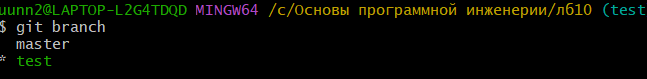 uunn2@LAPTOP-L2G4TDQD MINGW64 /c/Основы программной инженерии/лб10 (test
$ git branch
  master
* test